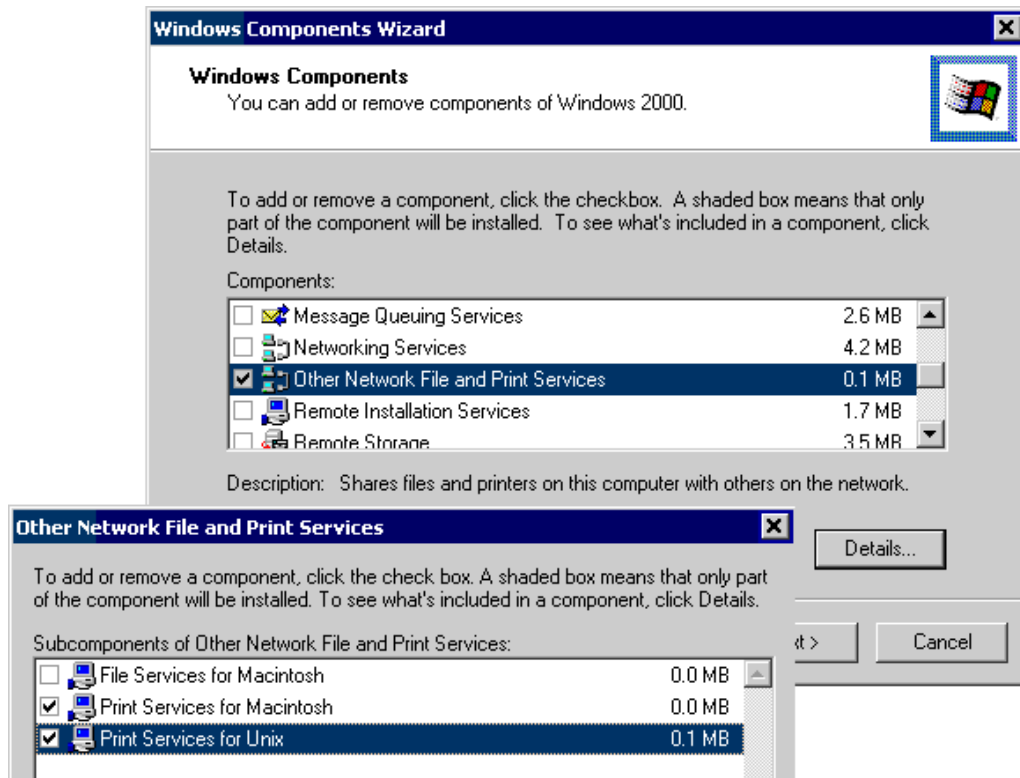 Windows Components Wizard
Windows Components
You can add or remove components of Windows 2000.
To add or remove a component, click the checkbox. A shaded box means that only
part of the component will be installed. To see what's included in a component, click
Details.
Components:
Message Queuing Services 2.6 MB
Networking Services 4.2 MB
Other Network File and Print Services 0.1 MB
Remote Installation Services 1.7 MB
Remote Storage 3.5 MB
Description: Shares files and printers on this computer with others on the network.
Details...
xt >
Cancel
Other Network File and Print Services
To add or remove a component, click the check box. A shaded box means that only part
of the component will be installed. To see what's included in a component, click Details.
Subcomponents of Other Network File and Print Services:
File Services for Macintosh 0.0 MB
Print Services for Macintosh 0.0 MB
Print Services for Unix 0.1 MB